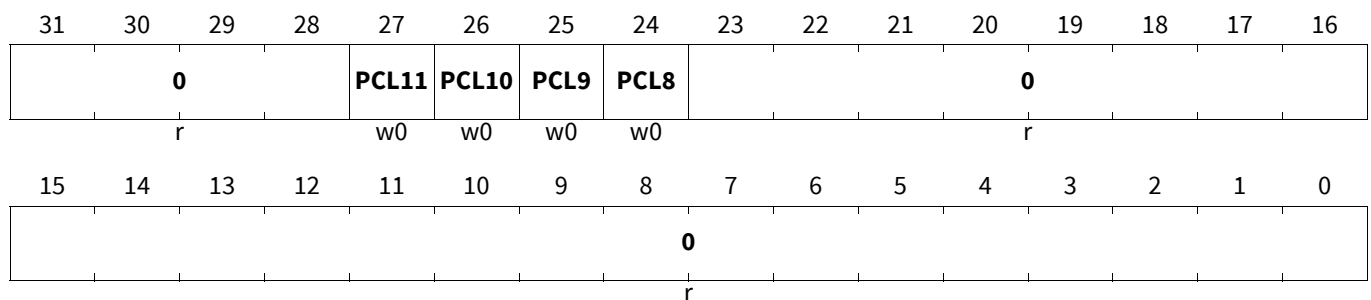 31 30 29 28 27 26 25 24 23 22 21 20 19 18 17 16
0 PCL11 PCL10 PCL9 PCL8 0
r w0 w0 w0 w0 r
15 14 13 12 11 10 9 8 7 6 5 4 3 2 1 0
0
r